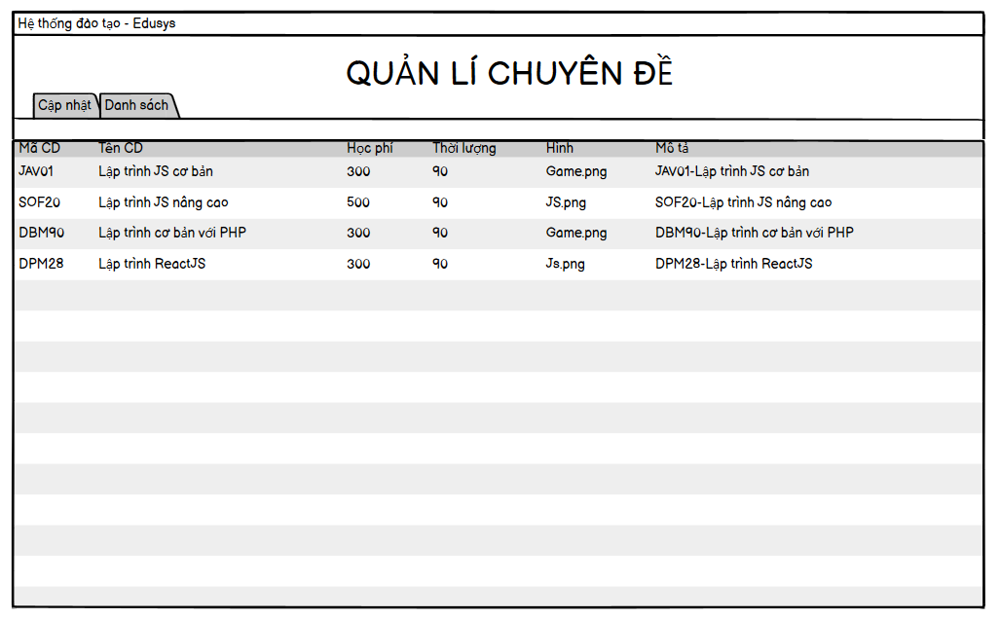 Hệ thống đào tạo - Edusys
QUẢN LÍ CHUYÊN ĐỀ
Cập nhật Danh sách
Mã CD Tên CD Học phí Thời lượng Hình Mô tả
JAV01 Lập trình JS cơ bản 300 90 Game.png JAV01-Lập trình JS cơ bản
SOF20 Lập trình JS nâng cao 500 90 JS.png SOF20-Lập trình JS nâng cao
DBM90 Lập trình cơ bản với PHP 300 90 Game.png DBM90-Lập trình cơ bản với PHP
DPM28 Lập trình ReactJS 300 90 Js.png DPM28-Lập trình ReactJS